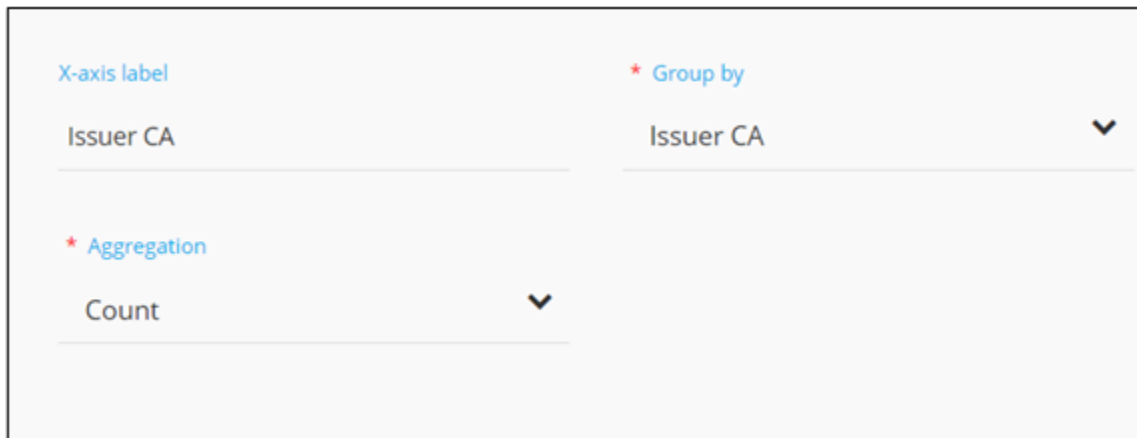 X-axis label
* Group by
Issuer CA
Issuer CA
* Aggregation
Count